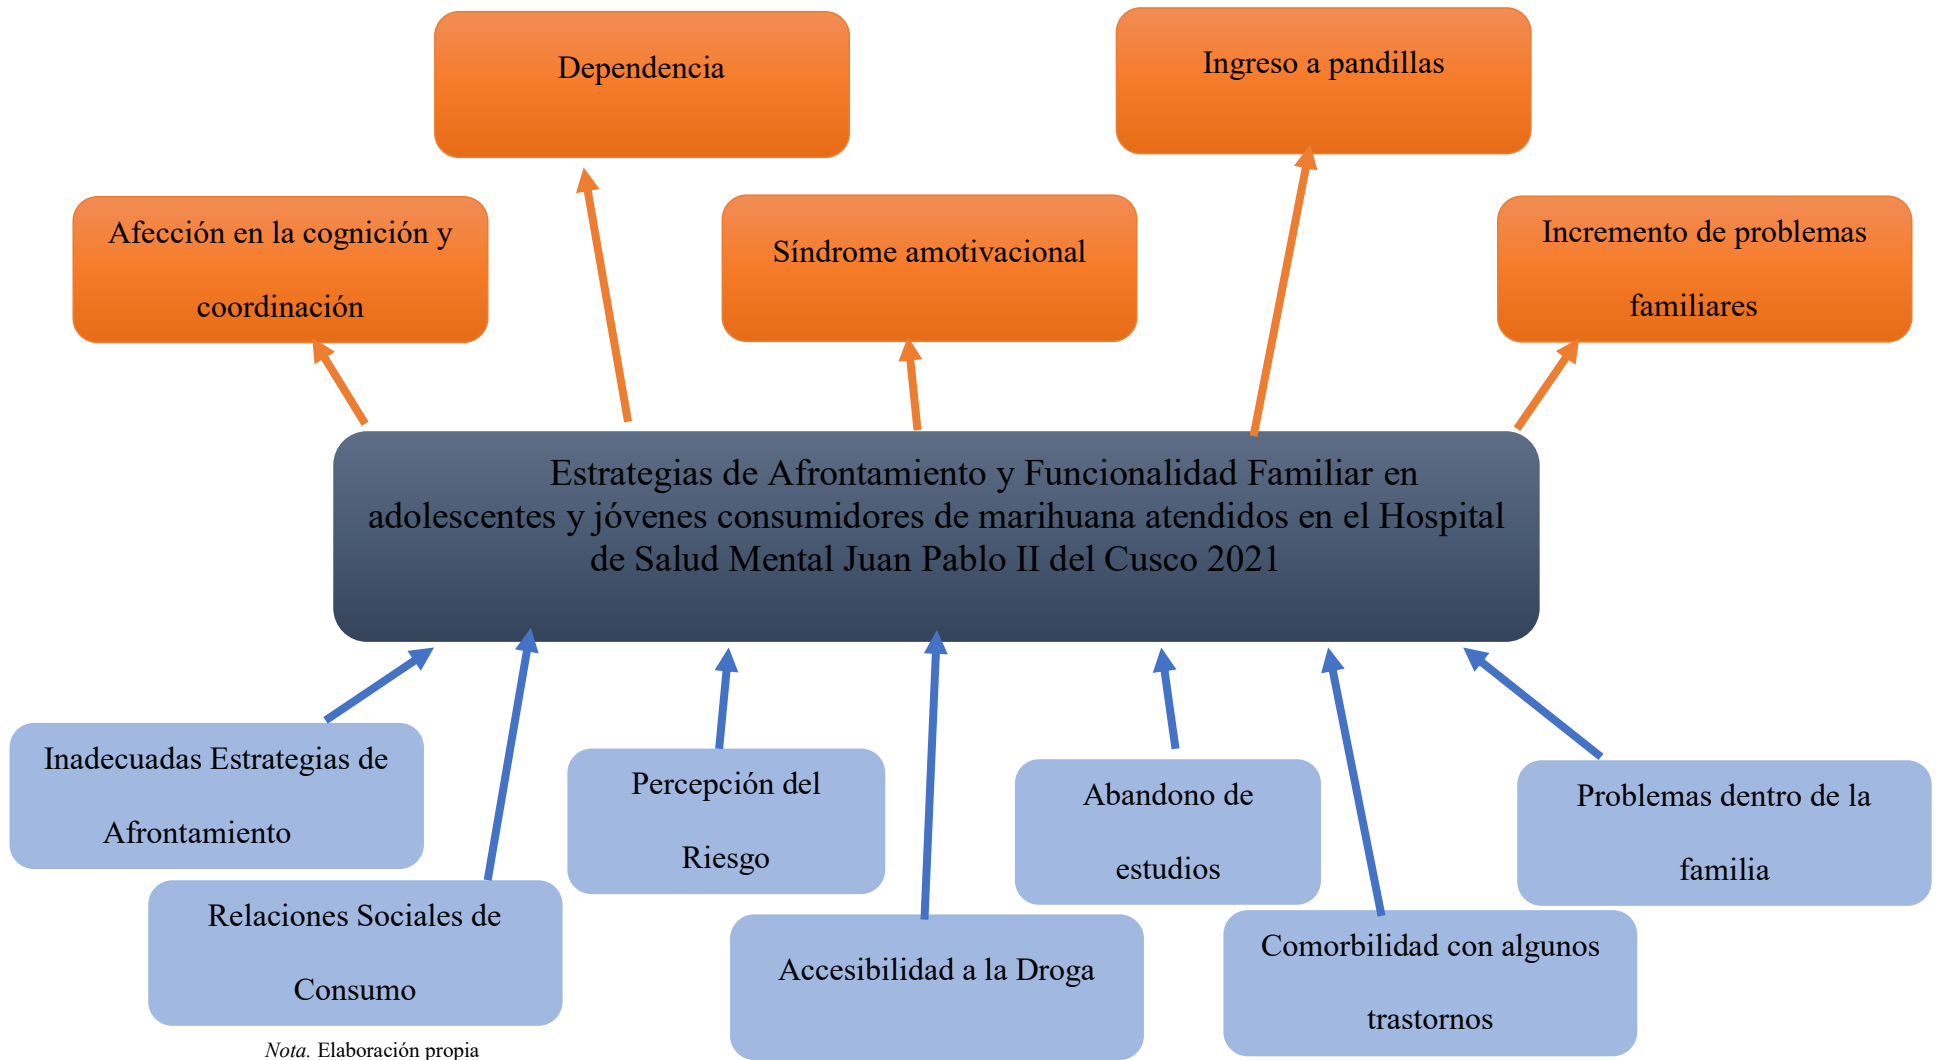 Dependencia
Ingreso a pandillas
Afección en la cognición y
coordinación
Síndrome amotivacional
Incremento de problemas
familiares
Estrategias de Afrontamiento y Funcionalidad Familiar en
adolescentes y jóvenes consumidores de marihuana atendidos en el Hospital
de Salud Mental Juan Pablo II del Cusco 2021
Inadecuadas Estrategias de
Afrontamiento
Relaciones Sociales de
Consumo
Percepción del
Riesgo
Accesibilidad a la Droga
Abandono de
estudios
Comorbilidad con algunos
trastornos
Problemas dentro de la
familia
Nota. Elaboración propia